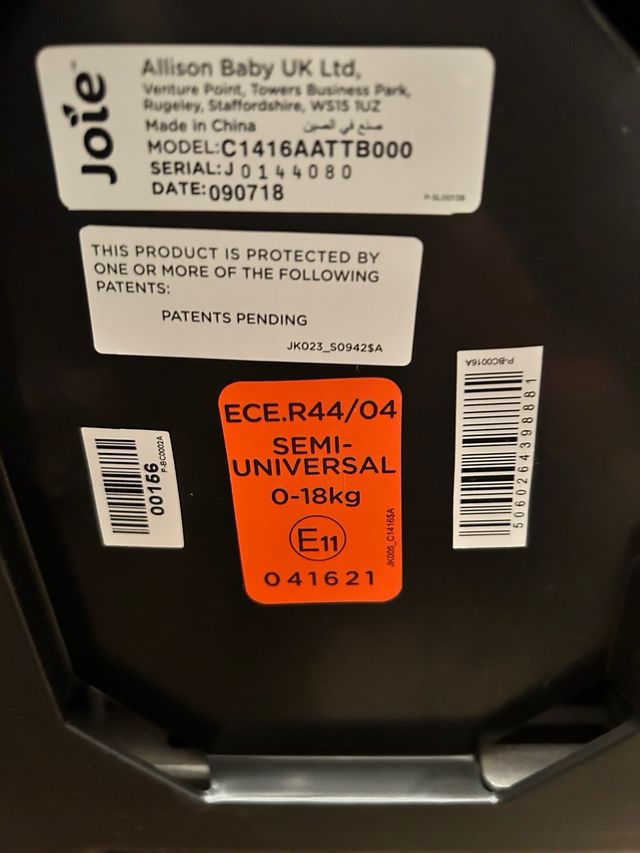 Joie
Allison Baby UK Ltd,
Venture Point, Towers Business Park,
Rugeley, Staffordshire, WS15 1UZ
Made in China صنع في الصين
MODEL:C1416AATTB000
SERIAL:J0144080
DATE:090718
P-SL0013B
THIS PRODUCT IS PROTECTED BY
ONE OR MORE OF THE FOLLOWING
PATENTS:
PATENTS PENDING
JK023_S0942$A
ECE.R44/04
SEMI-
UNIVERSAL
0-18kg
E11
041621
JK005_C1416$A
00156
P-BC0002A
P-BC0016A
5060264398881